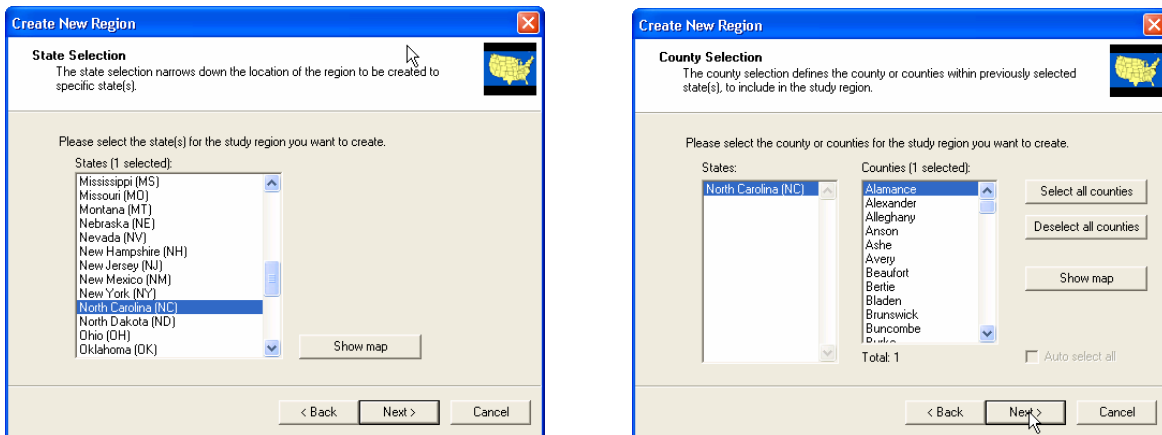 Create New Region
State Selection
The state selection narrows down the location of the region to be created to
specific state(s).
Please select the state(s) for the study region you want to create.
States (1 selected):
Mississippi (MS)
Missouri (MO)
Montana (MT)
Nebraska (NE)
Nevada (NV)
New Hampshire (NH)
New Jersey (NJ)
New Mexico (NM)
New York (NY)
North Carolina (NC)
North Dakota (ND)
Ohio (OH)
Oklahoma (OK)
Show map
< Back
Next >
Cancel
Create New Region
County Selection
The county selection defines the county or counties within previously selected
state(s), to include in the study region.
Please select the county or counties for the study region you want to create.
States:
North Carolina (NC)
Counties (1 selected):
Alamance
Alexander
Alleghany
Anson
Ashe
Avery
Beaufort
Bertie
Bladen
Brunswick
Buncombe
Burke
Total: 1
Select all counties
Deselect all counties
Show map
Auto select all
< Back
Next >
Cancel